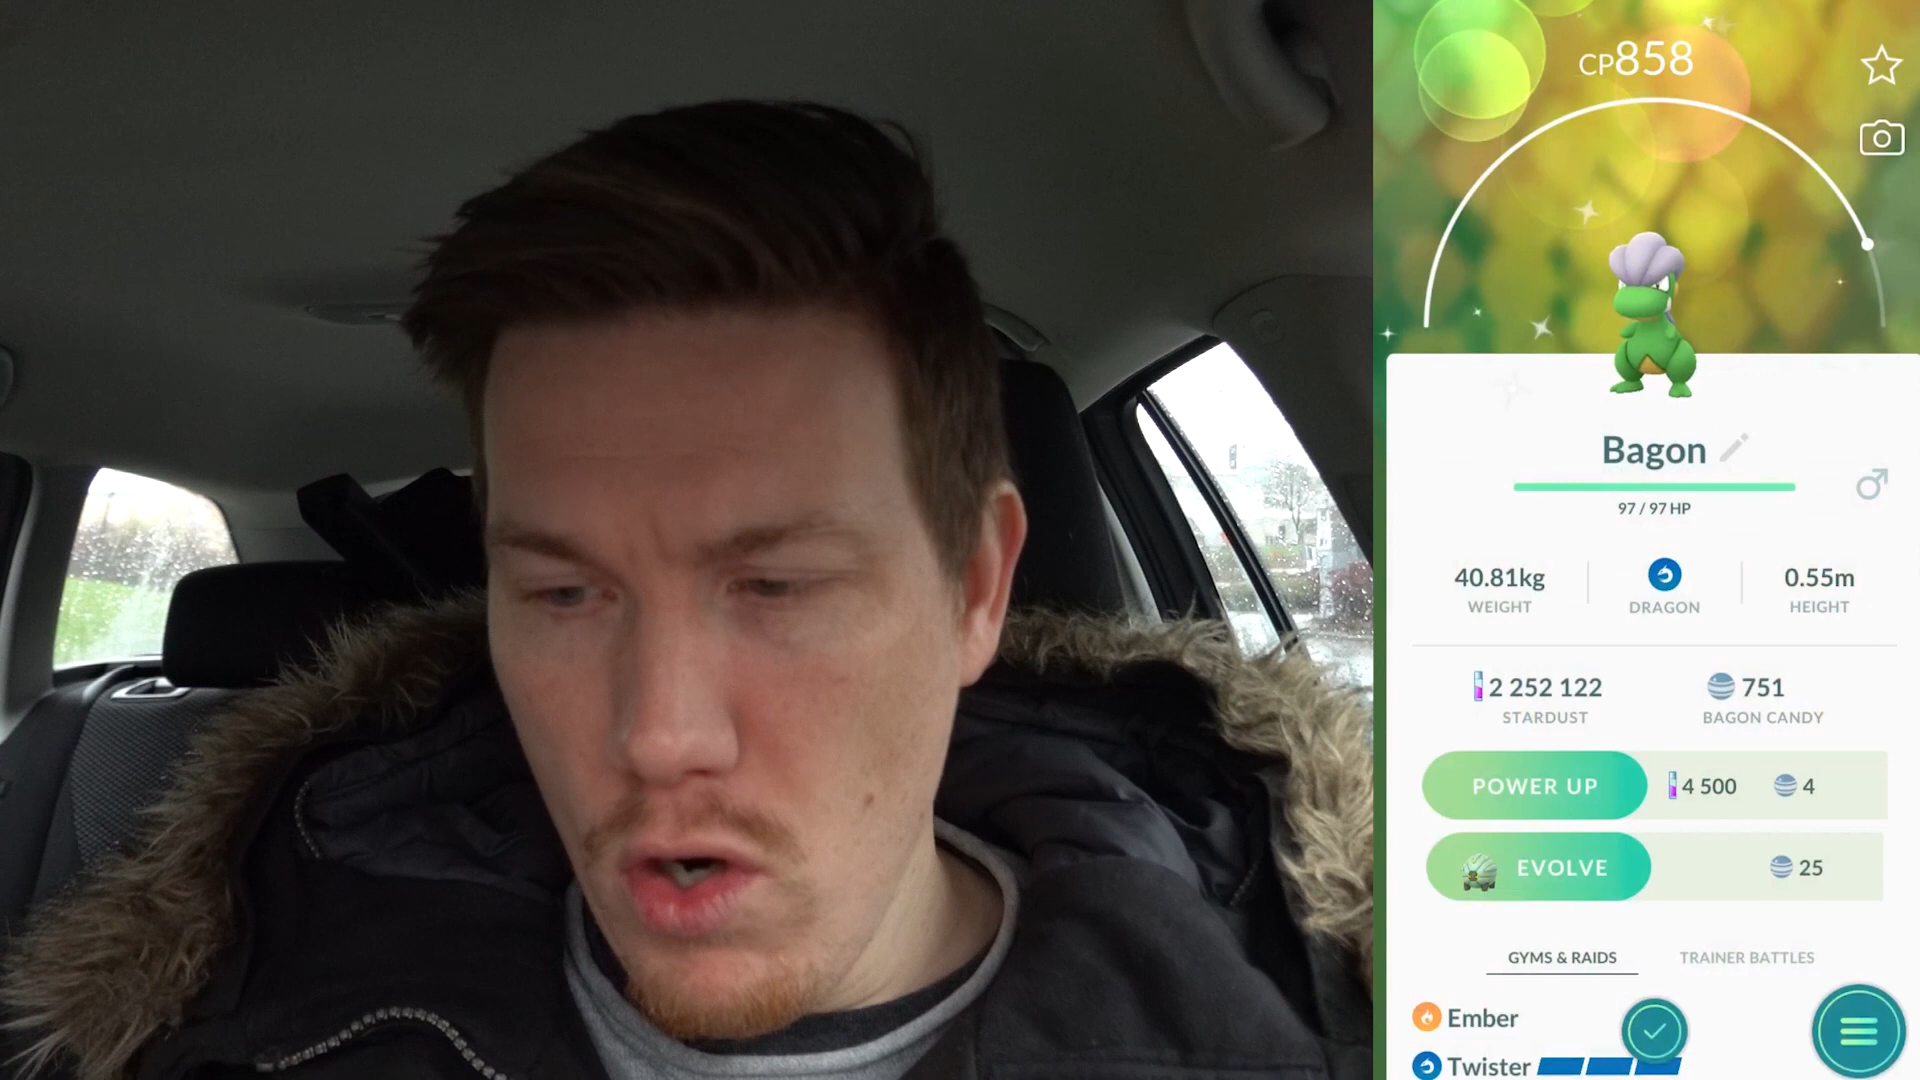 CP858
Bagon
97 / 97 HP
40.81kg
WEIGHT
DRAGON
0.55m
HEIGHT
2 252 122
STARDUST
751
BAGON CANDY
POWER UP
4 500
4
EVOLVE
25
GYMS & RAIDS
TRAINER BATTLES
Ember
Twister